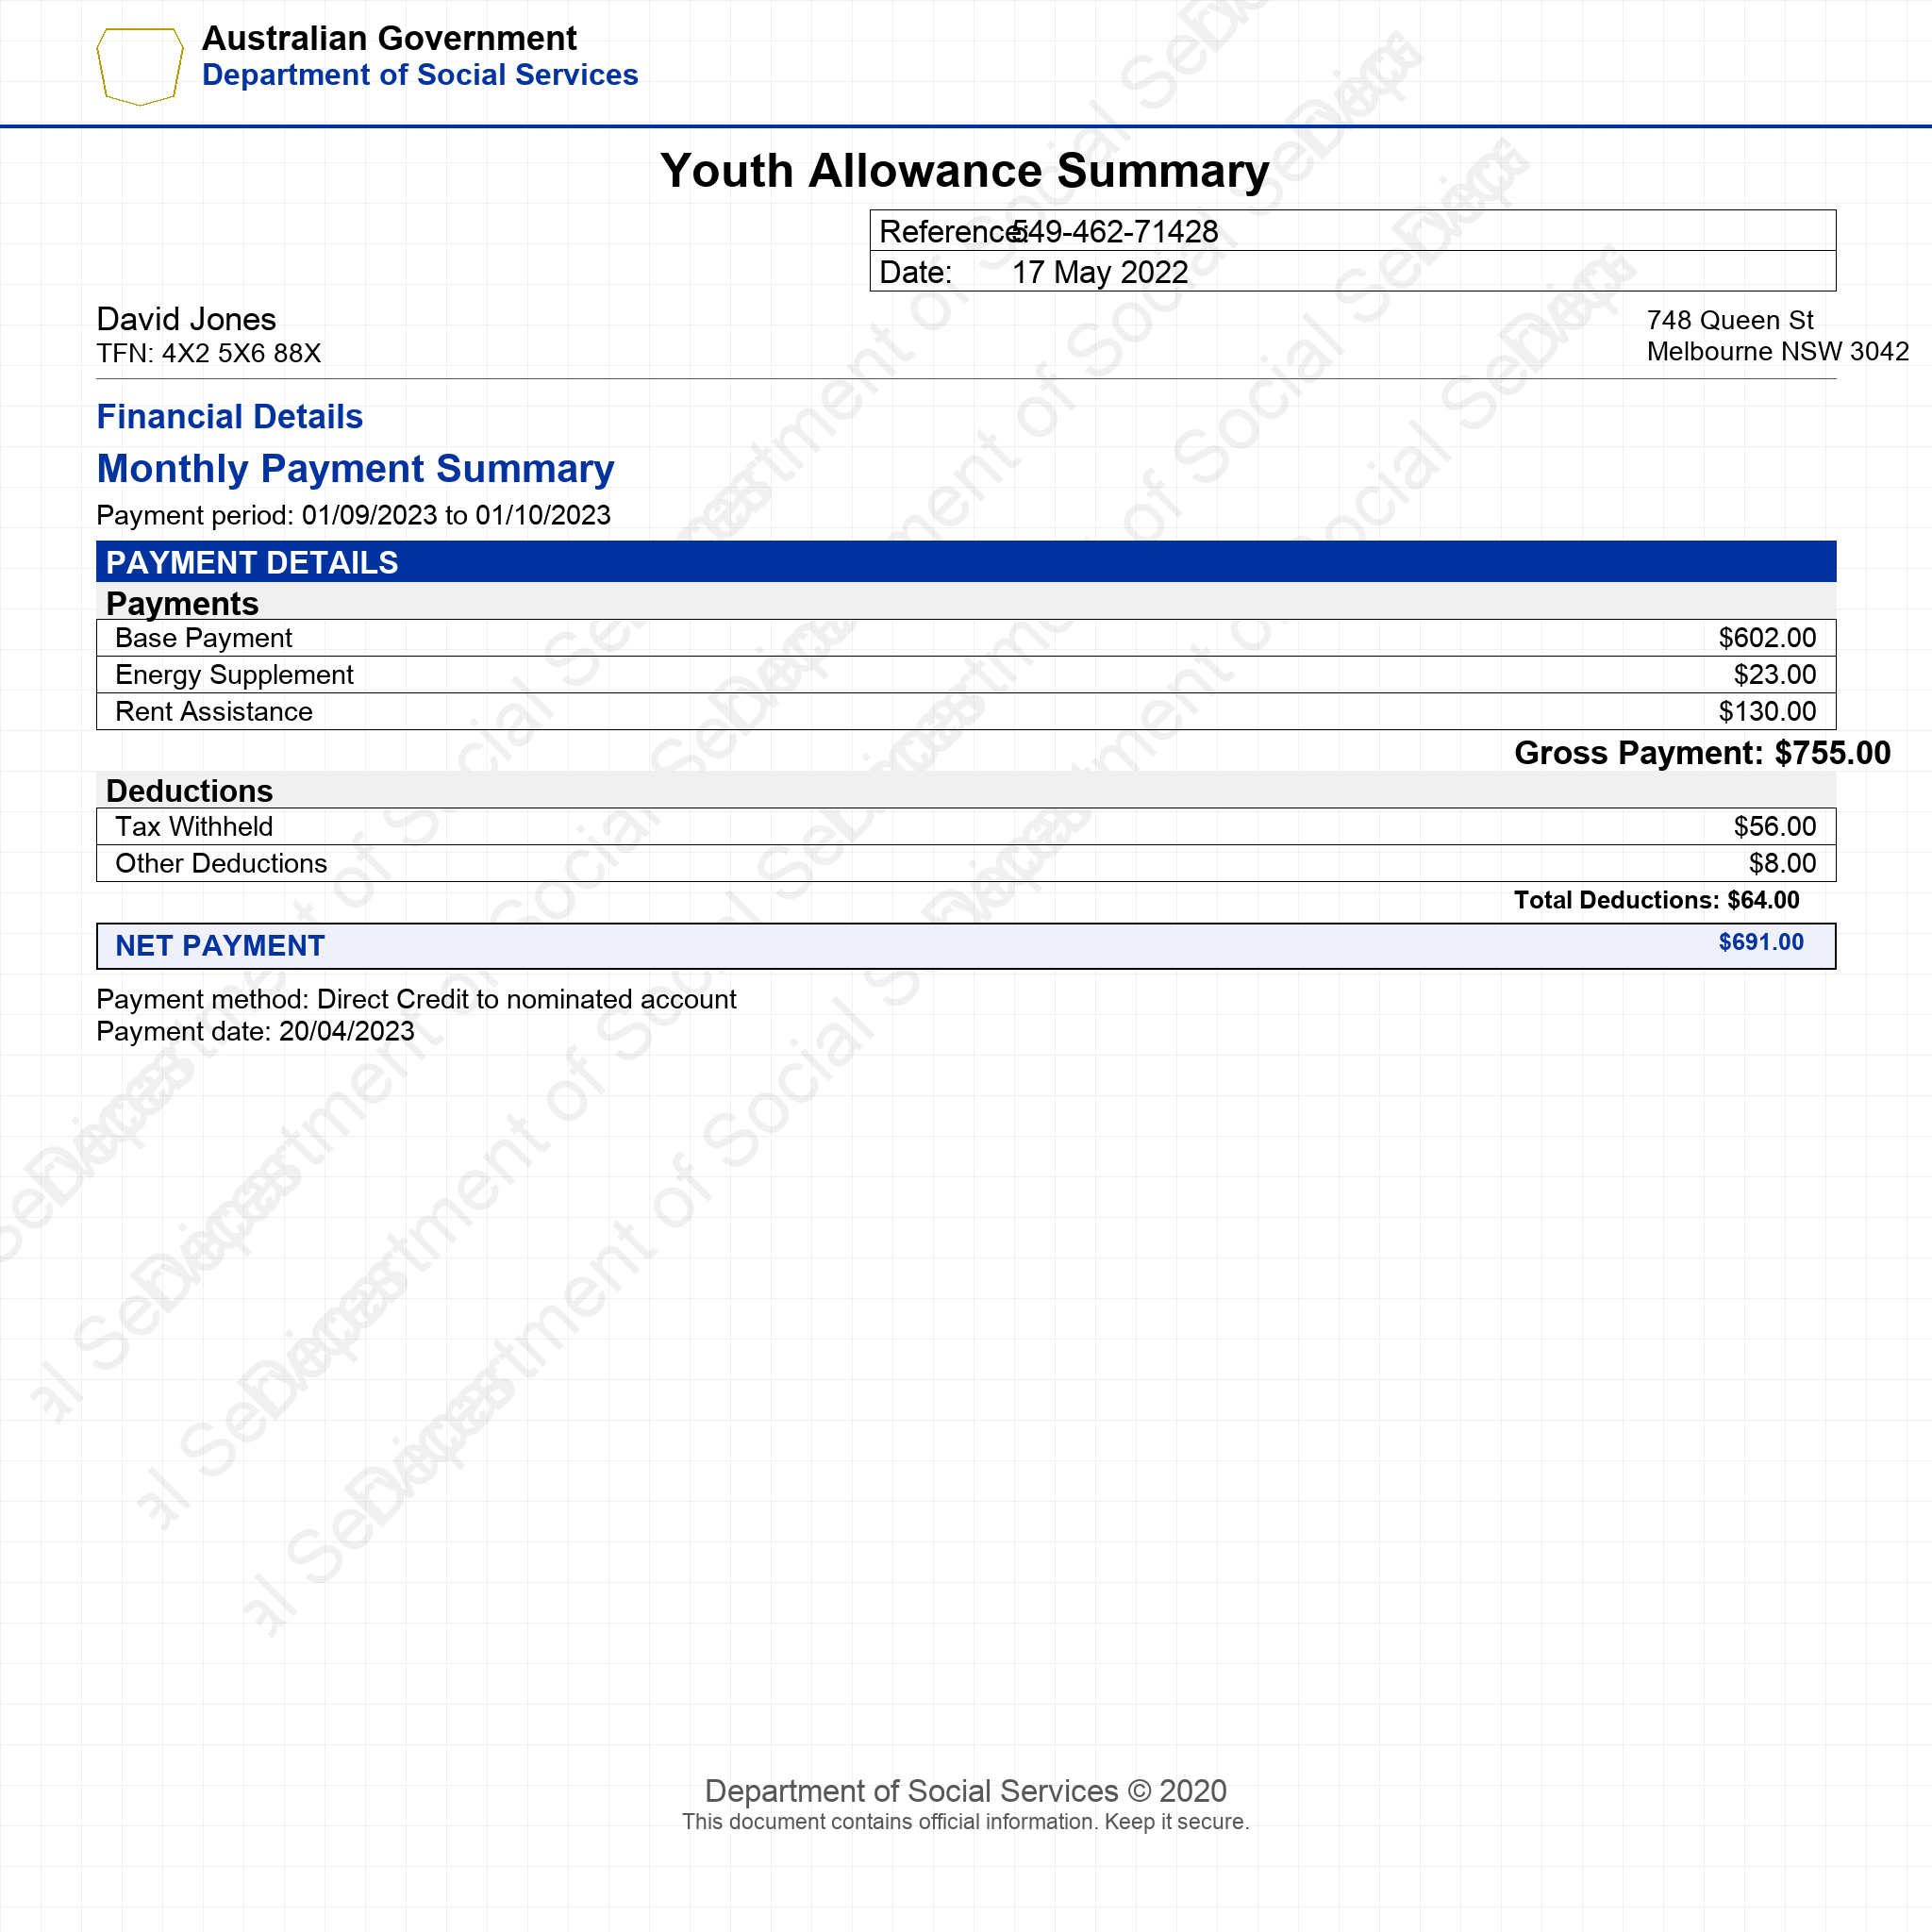 Australian Government
Department of Social Services
Youth Allowance Summary
Reference: 549-462-71428
Date: 17 May 2022
David Jones
TFN: 4X2 5X6 88X
748 Queen St
Melbourne NSW 3042
Financial Details
Monthly Payment Summary
Payment period: 01/09/2023 to 01/10/2023
PAYMENT DETAILS
Payments
Base Payment $602.00
Energy Supplement $23.00
Rent Assistance $130.00
Gross Payment: $755.00
Deductions
Tax Withheld $56.00
Other Deductions $8.00
Total Deductions: $64.00
NET PAYMENT $691.00
Payment method: Direct Credit to nominated account
Payment date: 20/04/2023
Department of Social Services © 2020
This document contains official information. Keep it secure.